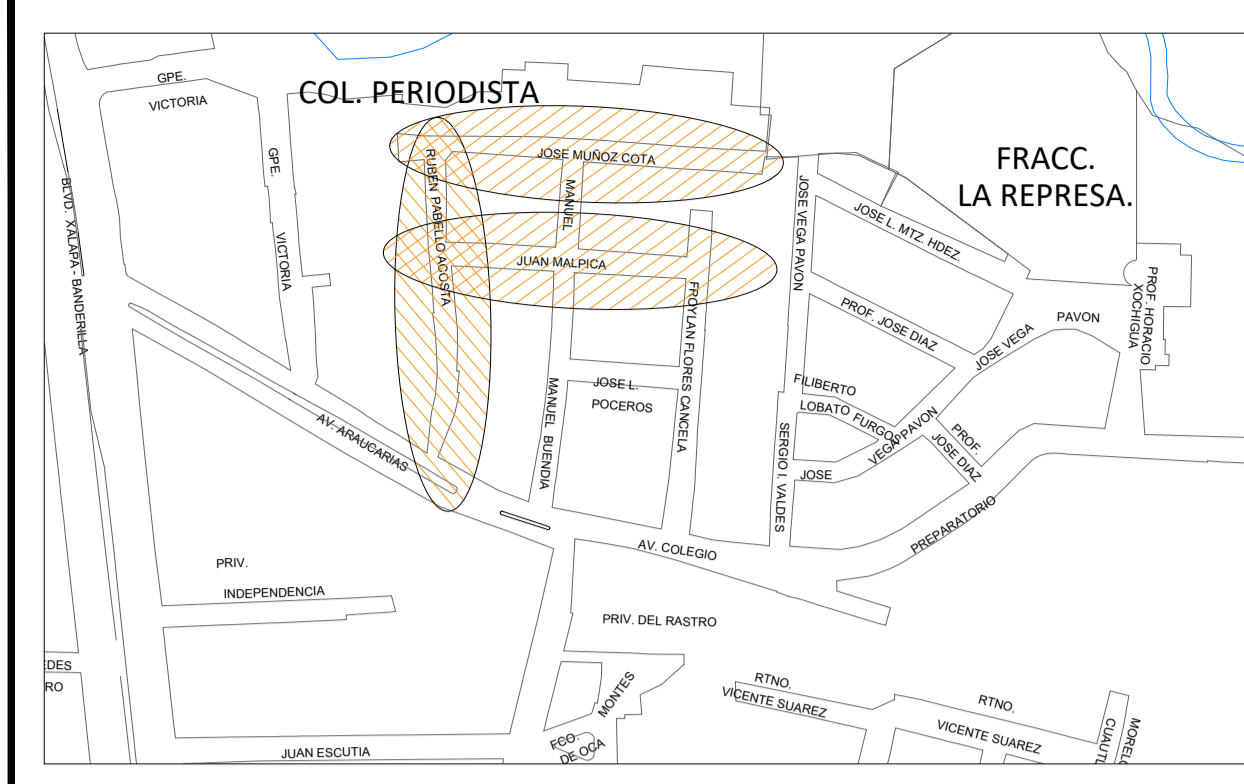 GPE.
VICTORIA
COL. PERIODISTA
GPE.
VICTORIA
BLVD. XALAPA - BANDERILLA
RUBEN PABELLO ACOSTA
JOSE MUÑOZ COTA
MANUEL
JUAN MALPICA
FROYLAN FLORES CANCELA
JOSE VEGA PAVON
FRACC.
LA REPRESA.
JOSE L. MTZ. HDEZ.
PROF. JOSE DIAZ
PROF. HORACIO
XOCHIGUA
PAVON
JOSE VEGA
FILIBERTO
LOBATO FURGOS
VEGA PAVON
JOSE
PROF.
JOSE DIAZ
SERGIO I. VALDES
JOSE L.
POCEROS
MANUEL BUENDIA
AV. ARAUCARIAS
AV. COLEGIO
PREPARATORIO
PRIV.
INDEPENDENCIA
PRIV. DEL RASTRO
EDES
RO
JUAN ESCUTIA
FCO.
MONTES
DE OCA
RTNO.
VICENTE SUAREZ
RTNO.
VICENTE SUAREZ
CUAUTL
MORELO